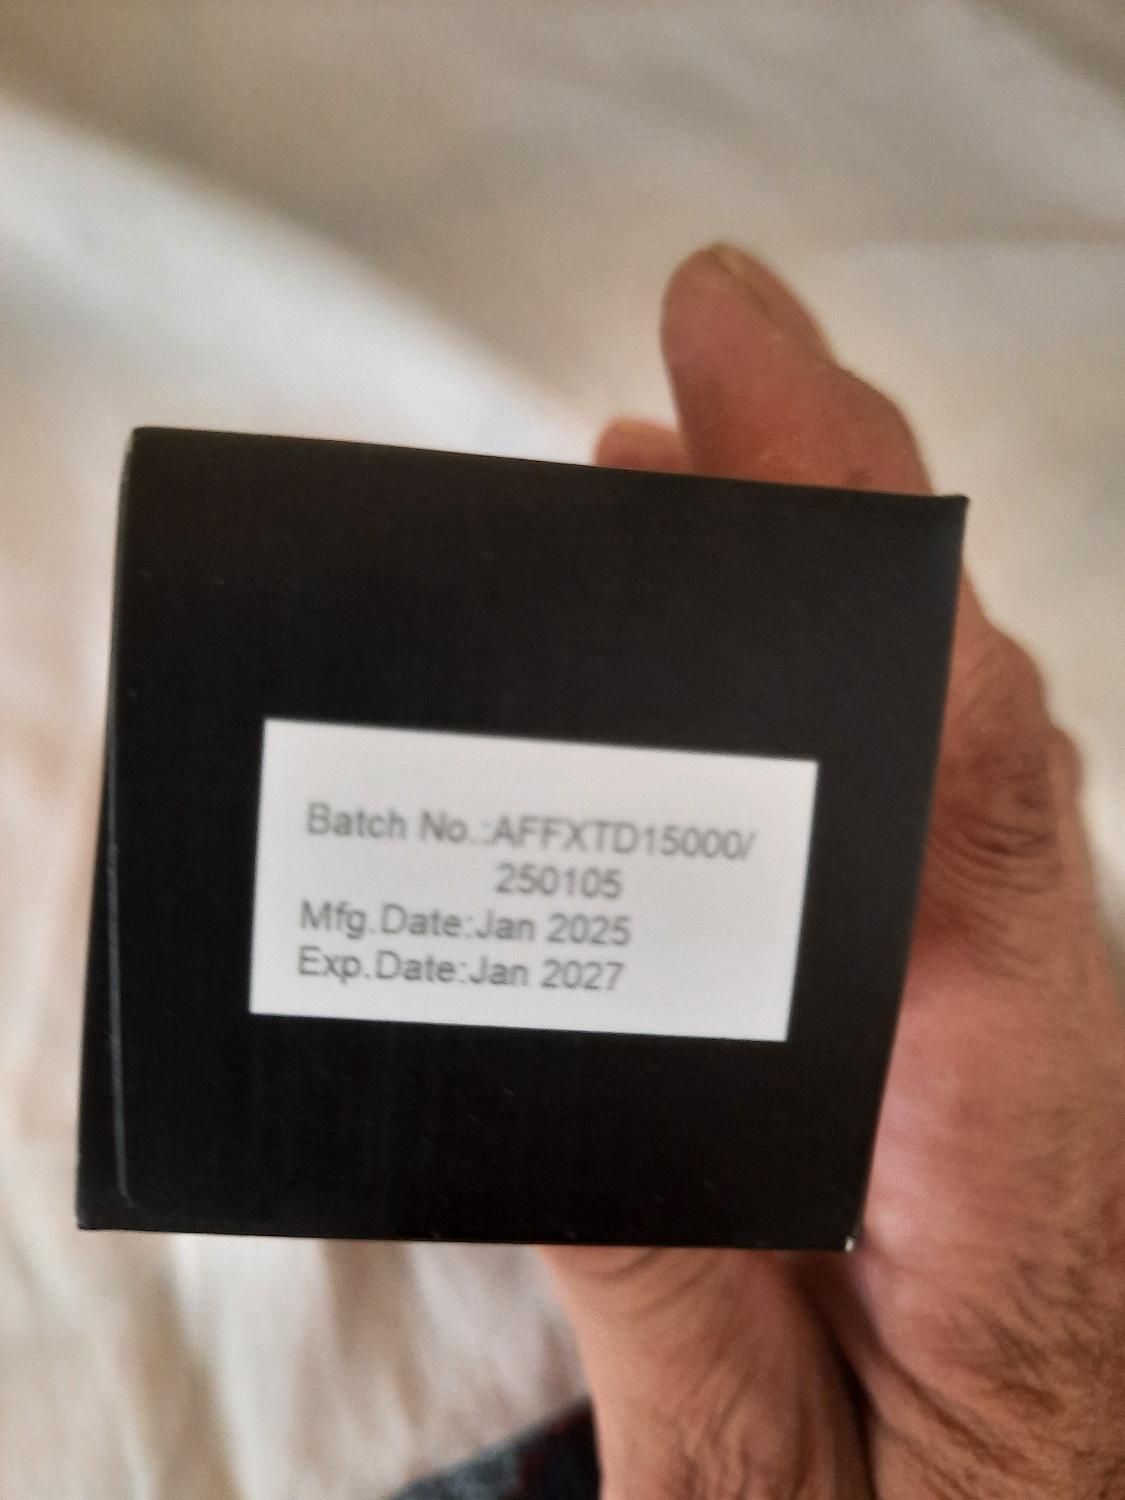 Batch No.:AFFXTD15000/
250105
Mfg.Date:Jan 2025
Exp.Date:Jan 2027